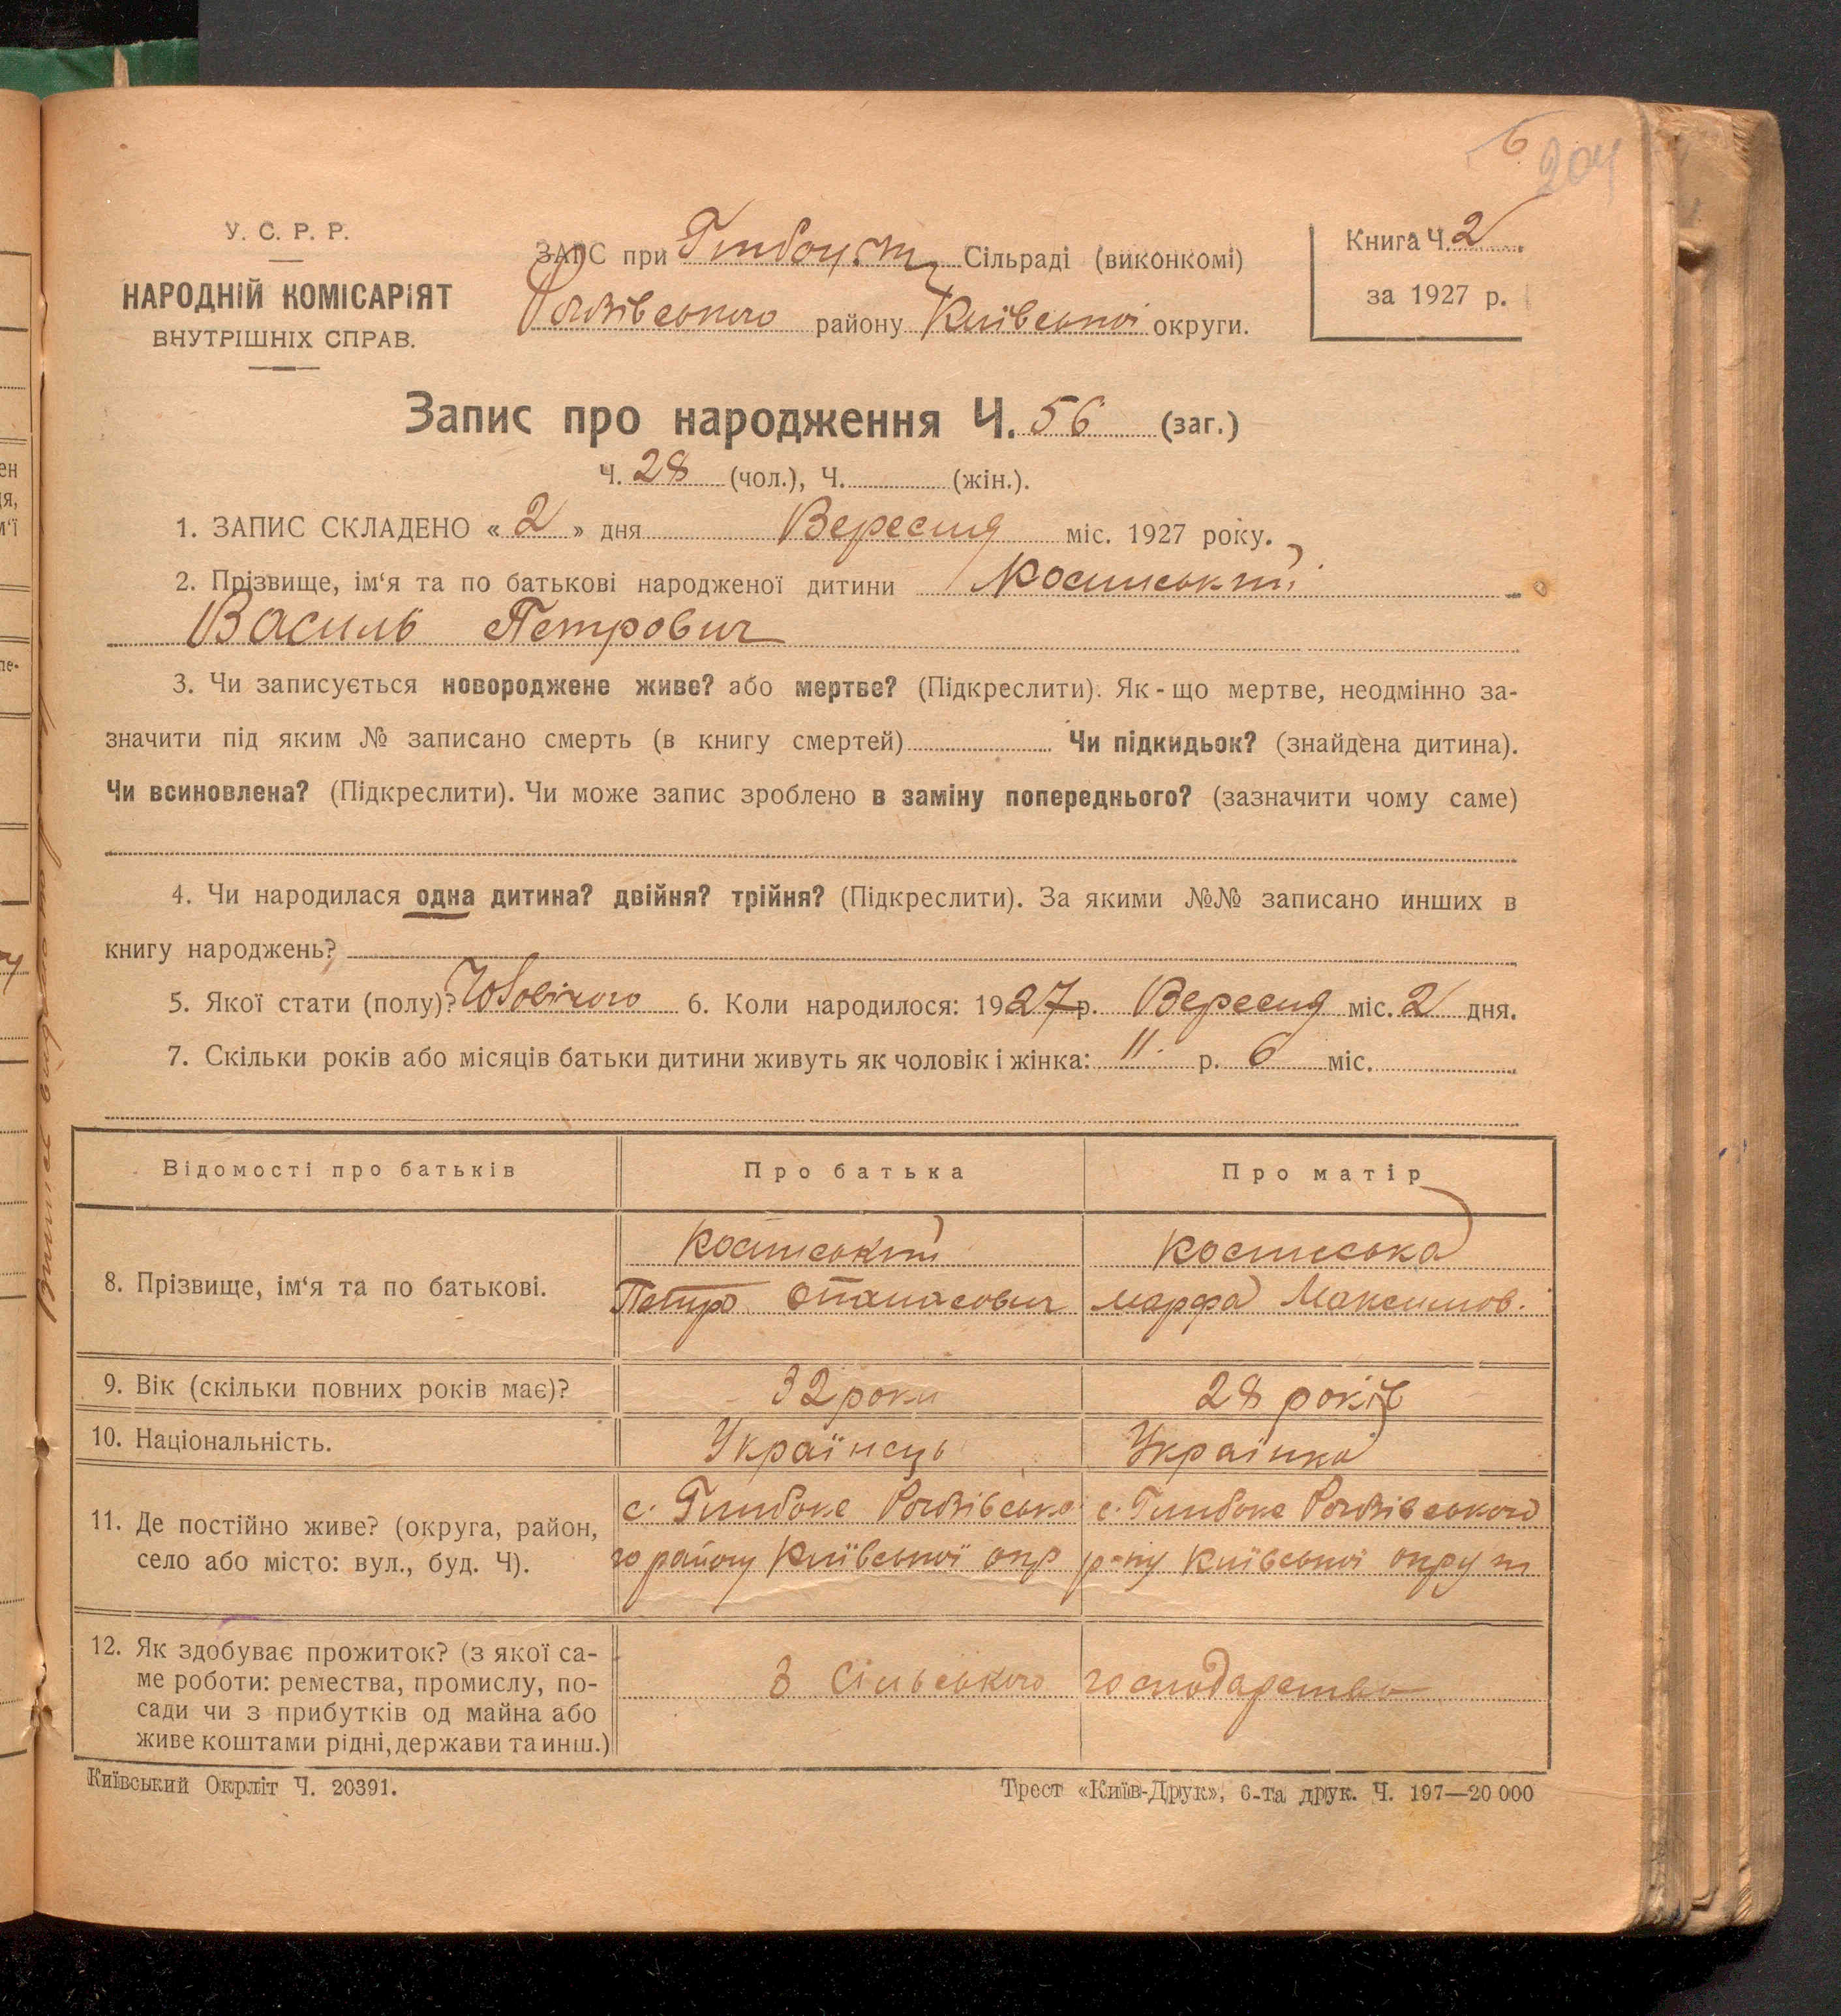 6
204
У. С. Р. Р.
НАРОДНІЙ КОМІСАРІЯТ
ВНУТРІШНІХ СПРАВ.
ЗАГС при Глибоцькій Сільраді (виконкомі)
Рогозівського району Київської округи.
Книга Ч. 2
за 1927 р.
Запис про народження Ч. 56 (заг.)
Ч. 28 (чол.), Ч. (жін.).
1. ЗАПИС СКЛАДЕНО « 2 » дня Вересня міс. 1927 року.
2. Прізвище, ім‘я та по батькові народженої дитини
Василь Петрович
3. Чи записується новороджене живе? або мертве? (Підкреслити). Як-що мертве, неодмінно за-
значити під яким № записано смерть (в книгу смертей) Чи підкидьок? (знайдена дитина).
Чи всиновлена? (Підкреслити). Чи може запис зроблено в заміну попереднього? (зазначити чому саме)
4. Чи народилася одна дитина? двійня? трійня? (Підкреслити). За якими №№ записано инших в
книгу народжень?
5. Якої стати (полу)? Чоловічого 6. Коли народилося: 1927 р. Вересня міс. 2 дня.
7. Скільки років або місяців батьки дитини живуть як чоловік і жінка: 11 р. 6 міс.
Відомості про батьків Про батька Про матір
8. Прізвище, ім‘я та по батькові.
Петро Опанасович Марфа Максимов.
9. Вік (скільки повних років має)? 32 роки 28 років
10. Національність. Українець Українка
11. Де постійно живе? (округа, район, с. Глибоке Рогозівсько с. Глибоке Рогозівського
село або місто: вул., буд. Ч). го району Київської окр р-ну Київської округи
12. Як здобуває прожиток? (з якої са-
ме роботи: ремества, промислу, по- З сільського господарства
сади чи з прибутків од майна або
живе коштами рідні, держави та инш.)
Київський Окрліт Ч. 20391. Трест «Київ-Друк», 6-та друк. Ч. 197—20 000